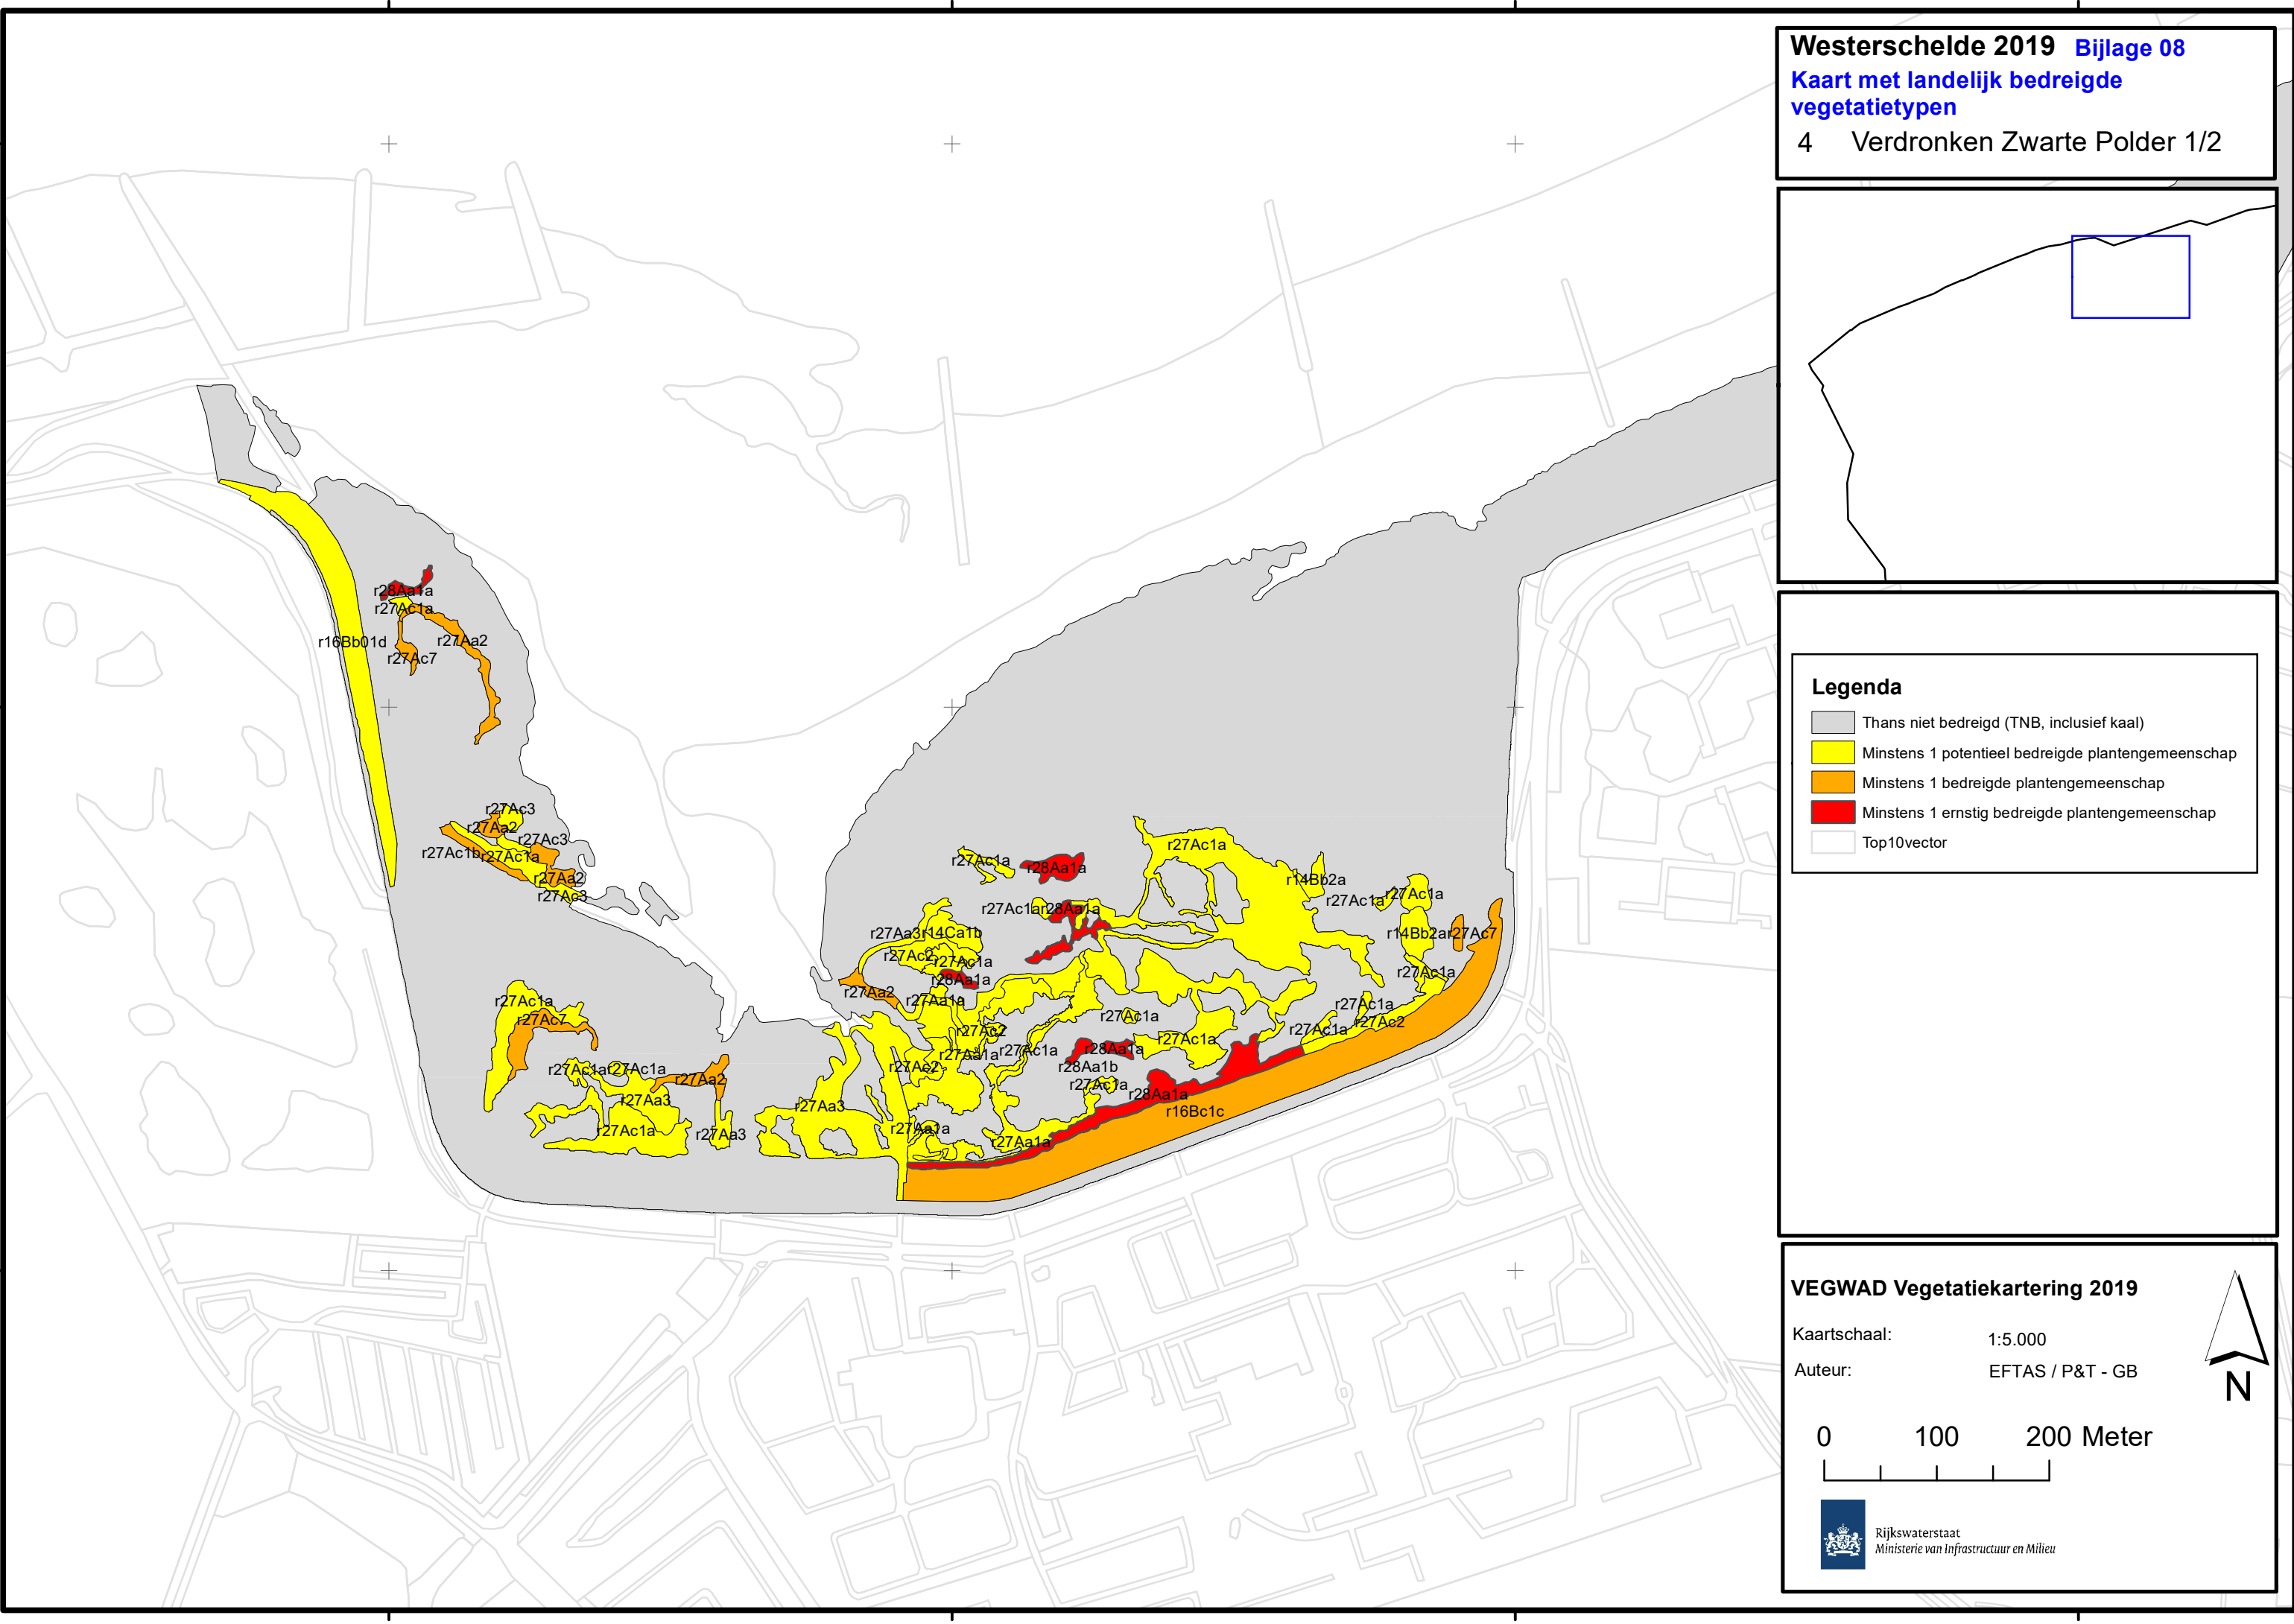 Westerschelde 2019 Bijlage 08
Kaart met landelijk bedreigde
vegetatietypen
4 Verdronken Zwarte Polder 1/2
r28Aa1a
r27Ac1a
r16Bb01d
r27Aa2
r27Ac7
r27Ac3
r27Aa2
r27Ac3
r27Ac1b
r27Ac1a
r27Aa2
r27Ac3
r27Ac1a
r27Ac7
r27Ac1a
r27Ac1a
r27Aa2
r27Aa3
r27Ac1a
r27Aa3
r27Aa3
r27Ac1a
r28Aa1a
r27Ac1a
r14Bb2a
r27Ac1a
r27Ac1a
r27Ac1a
r28Aa1a
r27Aa3
r14Ca1b
r14Bb2a
r27Ac7
r27Ac2
r27Ac1a
r28Aa1a
r27Ac1a
r27Aa2
r27Aa1a
r27Ac1a
r27Ac1a
r27Ac2
r27Ac2
r27Ac1a
r27Ac1a
r27Aa1a
r27Ac1a
r28Aa1a
r27Ac2
r28Aa1b
r27Ac1a
r28Aa1a
r16Bc1c
r27Aa1a
r27Aa1a
Legenda
Thans niet bedreigd (TNB, inclusief kaal)
Minstens 1 potentieel bedreigde plantengemeenschap
Minstens 1 bedreigde plantengemeenschap
Minstens 1 ernstig bedreigde plantengemeenschap
Top10vector
VEGWAD Vegetatiekartering 2019
Kaartschaal: 1:5.000
Auteur: EFTAS / P&T - GB
N
0 100 200 Meter
Rijkswaterstaat
Ministerie van Infrastructuur en Milieu